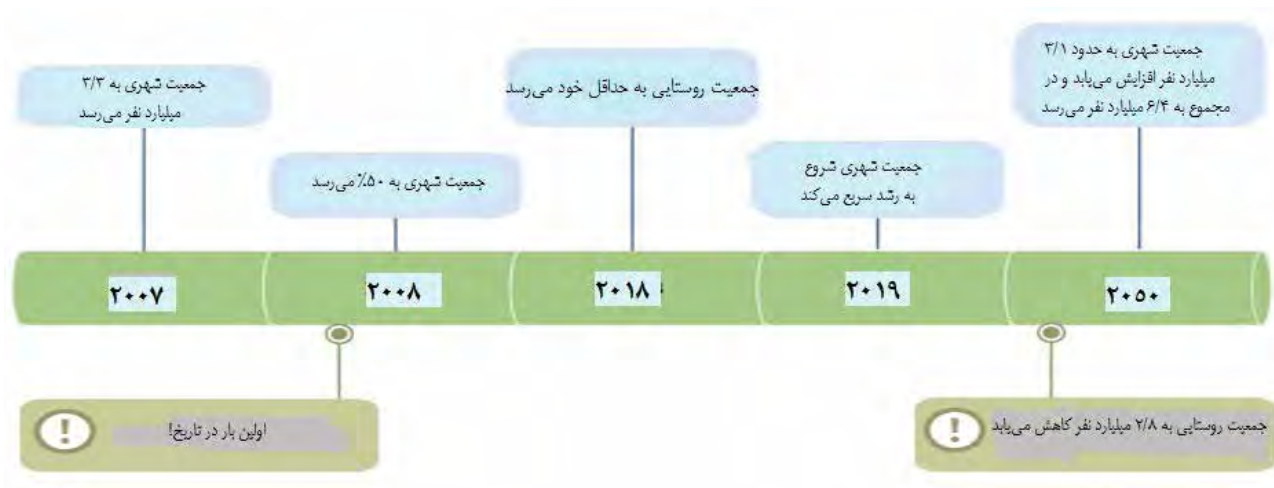 جمعیت شهری به ۳/۳
میلیارد نفر می‌رسد
جمعیت شهری به ۵۰٪ می‌رسد
جمعیت روستایی به حداقل خود می‌رسد
جمعیت شهری شروع
به رشد سریع می‌کند
جمعیت شهری به حدود ۳/۱
میلیارد نفر افزایش می‌یابد و در
مجموع به ۶/۴ میلیارد نفر می‌رسد
۲۰۰۷
۲۰۰۸
۲۰۱۸
۲۰۱۹
۲۰۵۰
اولین بار در تاریخ!
جمعیت روستایی به ۲/۸ میلیارد نفر کاهش می‌یابد